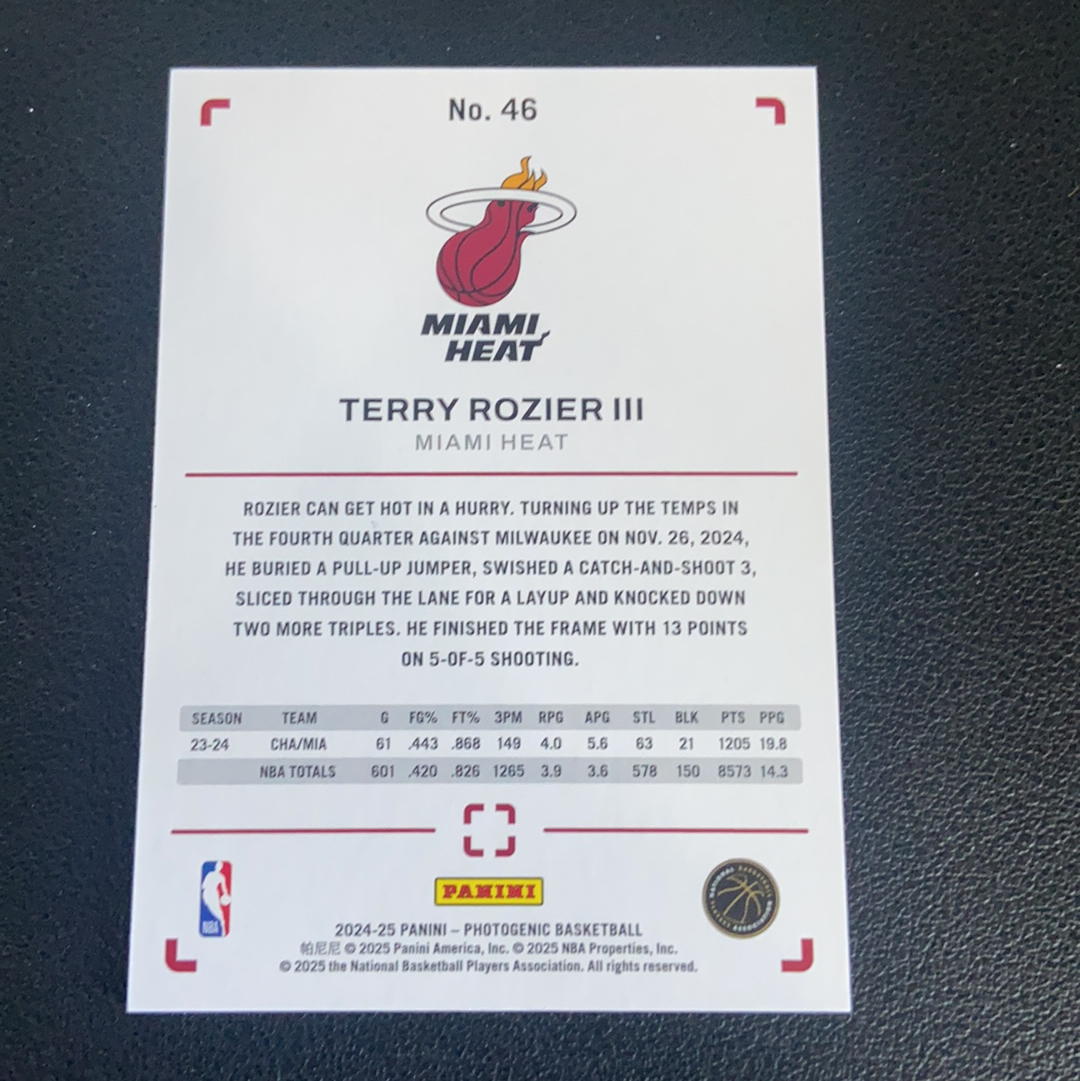 No. 46
MIAMI
HEAT
TERRY ROZIER III
MIAMI HEAT
ROZIER CAN GET HOT IN A HURRY. TURNING UP THE TEMPS IN
THE FOURTH QUARTER AGAINST MILWAUKEE ON NOV. 26, 2024,
HE BURIED A PULL-UP JUMPER, SWISHED A CATCH-AND-SHOOT 3,
SLICED THROUGH THE LANE FOR A LAYUP AND KNOCKED DOWN
TWO MORE TRIPLES. HE FINISHED THE FRAME WITH 13 POINTS
ON 5-OF-5 SHOOTING.
SEASON TEAM G FG% FT% 3PM RPG APG STL BLK PTS PPG
23-24 CHA/MIA 61 .443 .868 149 4.0 5.6 63 21 1205 19.8
NBA TOTALS 601 .420 .826 1265 3.9 3.6 578 150 8573 14.3
NBA
PANINI
NATIONAL BASKETBALL PLAYERS ASSOCIATION
2024-25 PANINI – PHOTOGENIC BASKETBALL
帕尼尼 © 2025 Panini America, Inc. © 2025 NBA Properties, Inc.
© 2025 the National Basketball Players Association. All rights reserved.